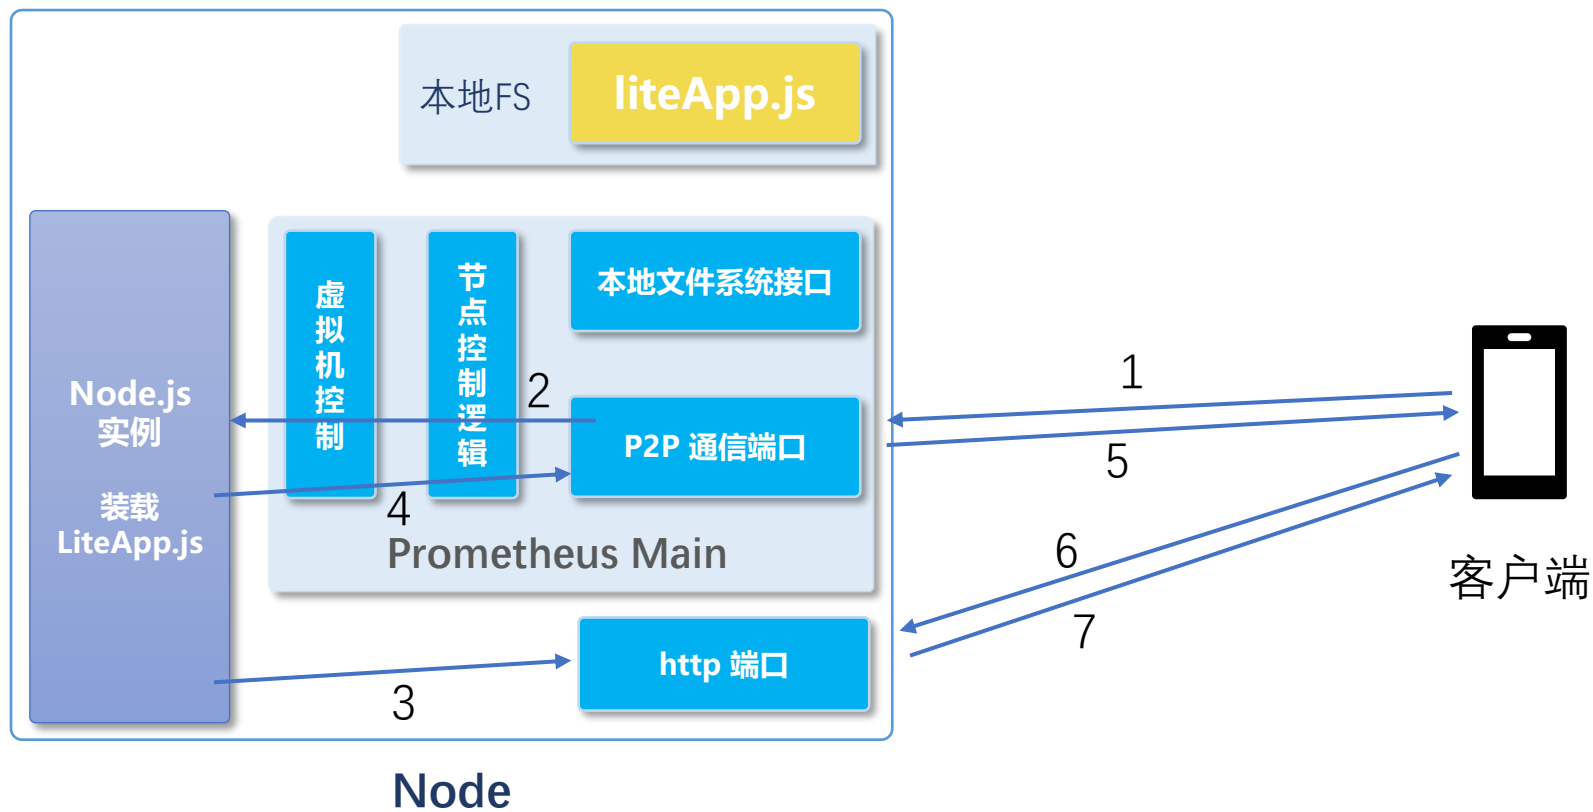 本地FS
liteApp.js
虚拟机控制
节点控制逻辑
本地文件系统接口
Node.js
实例
装载
LiteApp.js
2
P2P 通信端口
4
Prometheus Main
1
5
6
7
客户端
http 端口
3
Node